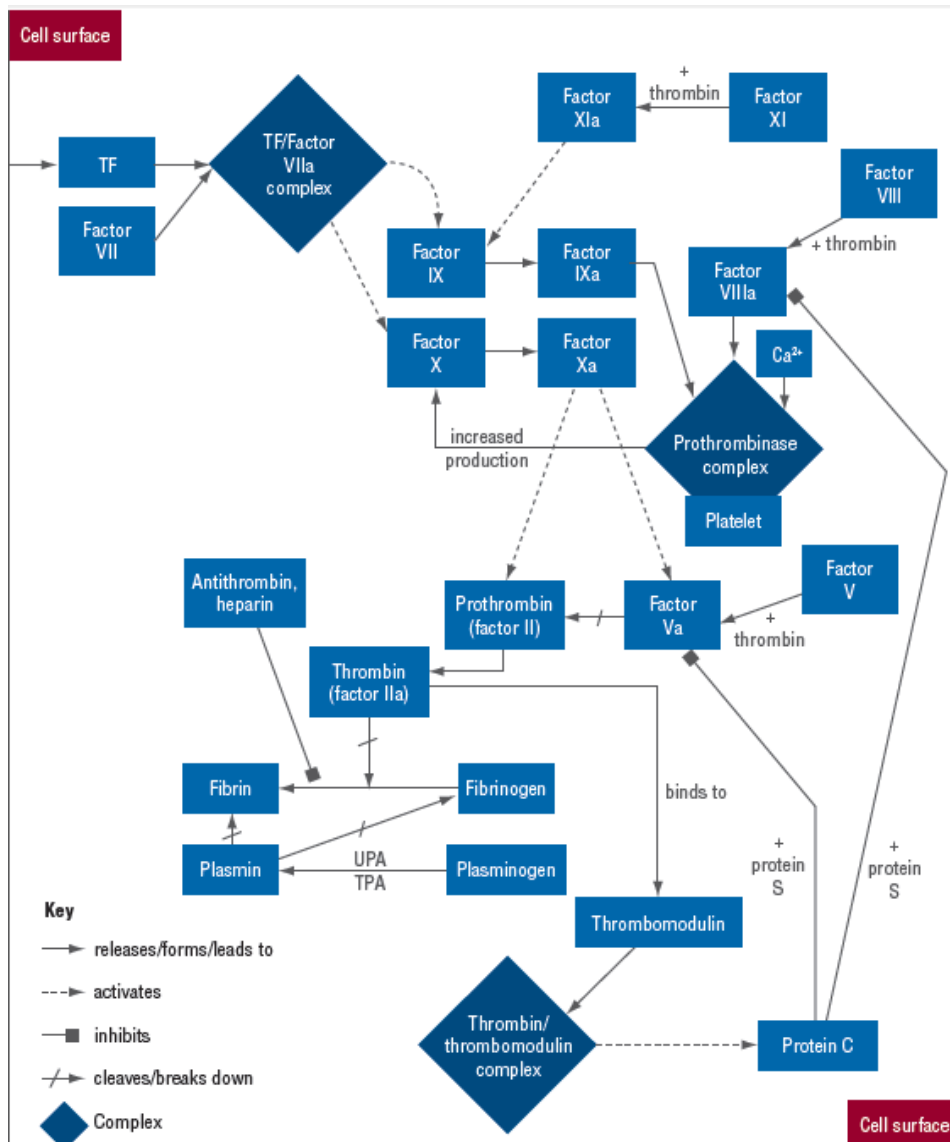 Cell surface
TF
Factor
VII
TF/Factor
VIIa
complex
Factor
XIa
+
thrombin
Factor
XI
Factor
VIII
+ thrombin
Factor
IX
Factor
IXa
Factor
VIIIa
Factor
X
Factor
Xa
Ca²⁺
increased
production
Prothrombinase
complex
Platelet
Antithrombin,
heparin
Prothrombin
(factor II)
Factor
Va
Factor
V
+
thrombin
Thrombin
(factor IIa)
Fibrin
Fibrinogen
binds to
Plasmin
UPA
TPA
Plasminogen
+
protein
S
+
protein
S
Thrombomodulin
Thrombin/
thrombomodulin
complex
Protein C
Key
releases/forms/leads to
activates
inhibits
cleaves/breaks down
Complex
Cell surface